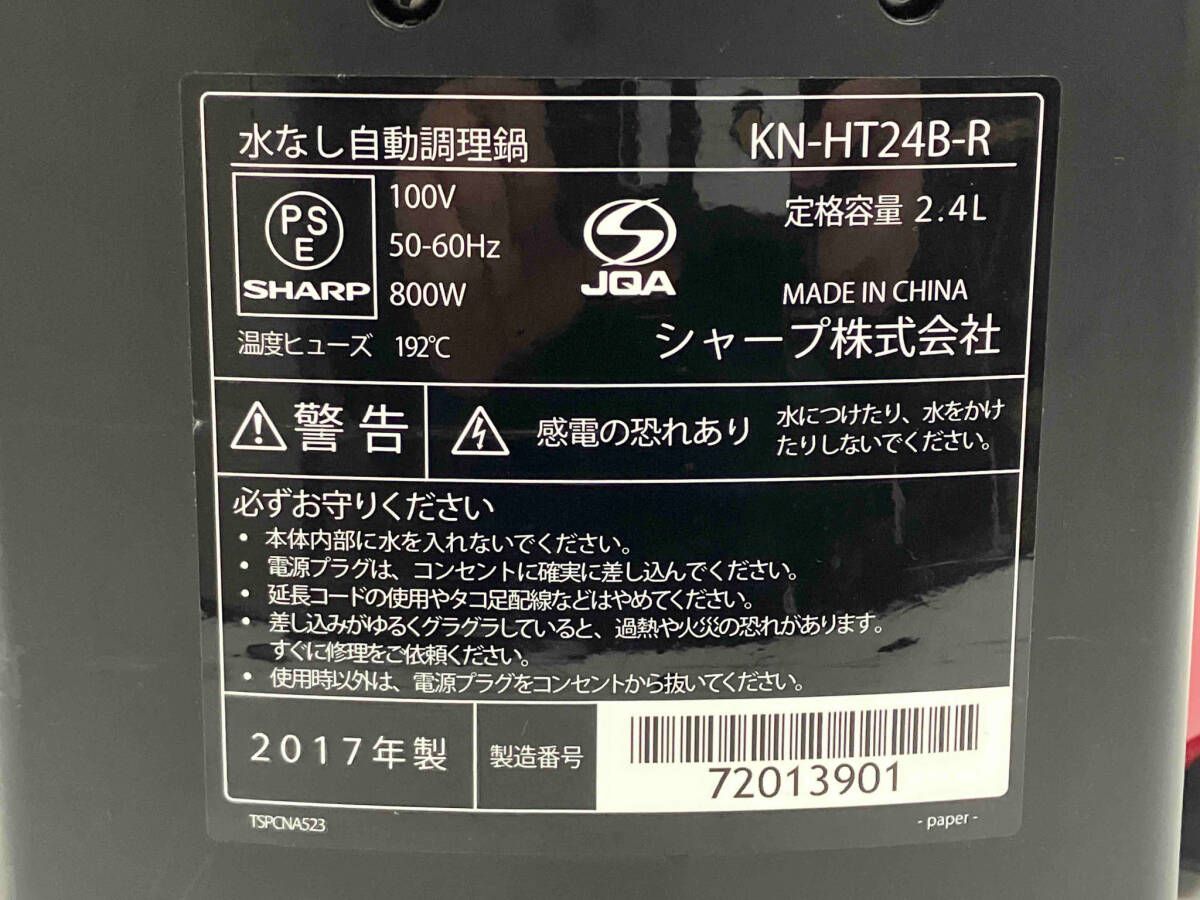 水なし自動調理鍋 KN-HT24B-R
PS
E
SHARP
100V
50-60Hz
800W
JQA
定格容量 2.4L
MADE IN CHINA
温度ヒューズ 192℃
シャープ株式会社
警告
感電の恐れあり
水につけたり、水をかけ
たりしないでください。
必ずお守りください
・本体内部に水を入れないでください。
・電源プラグは、コンセントに確実に差し込んでください。
・延長コードの使用やタコ足配線などはやめてください。
・差し込みがゆるくグラグラしていると、過熱や火災の恐れがあります。
すぐに修理をご依頼ください。
・使用時以外は、電源プラグをコンセントから抜いてください。
2017年製
製造番号
72013901
TSPCNA523
- paper -